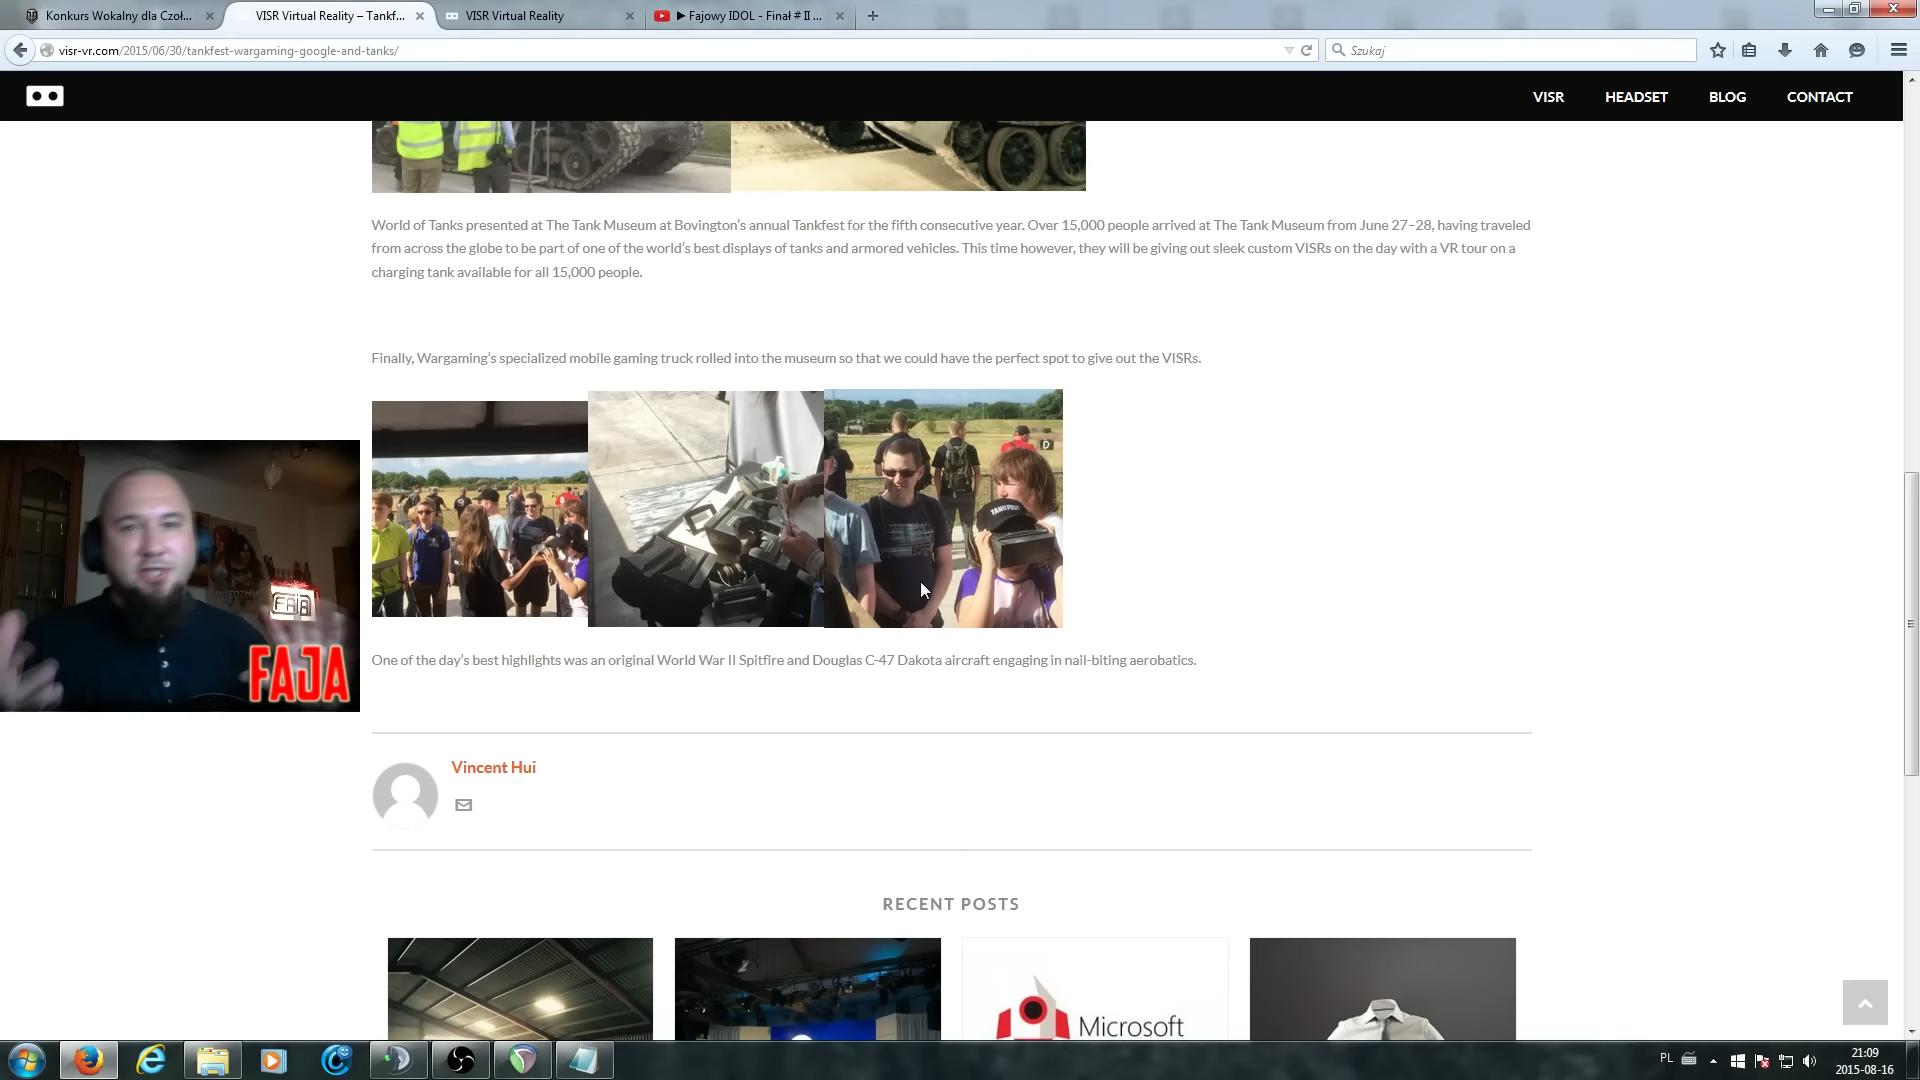 Konkurs Wokalny dla Czoł...
VISR Virtual Reality – Tankf...
VISR Virtual Reality
▶ Fajowy IDOL - Finał # II ...
visr-vr.com/2015/06/30/tankfest-wargaming-google-and-tanks/
Szukaj
VISR
HEADSET
BLOG
CONTACT
World of Tanks presented at The Tank Museum at Bovington's annual Tankfest for the fifth consecutive year. Over 15,000 people arrived at The Tank Museum from June 27–28, having traveled
from across the globe to be part of one of the world's best displays of tanks and armored vehicles. This time however, they will be giving out sleek custom VISRs on the day with a VR tour on a
charging tank available for all 15,000 people.
Finally, Wargaming's specialized mobile gaming truck rolled into the museum so that we could have the perfect spot to give out the VISRs.
D
TANKFEST
FAJA
FAJA
One of the day's best highlights was an original World War II Spitfire and Douglas C-47 Dakota aircraft engaging in nail-biting aerobatics.
Vincent Hui
RECENT POSTS
Microsoft
PL
21:09
2015-08-16